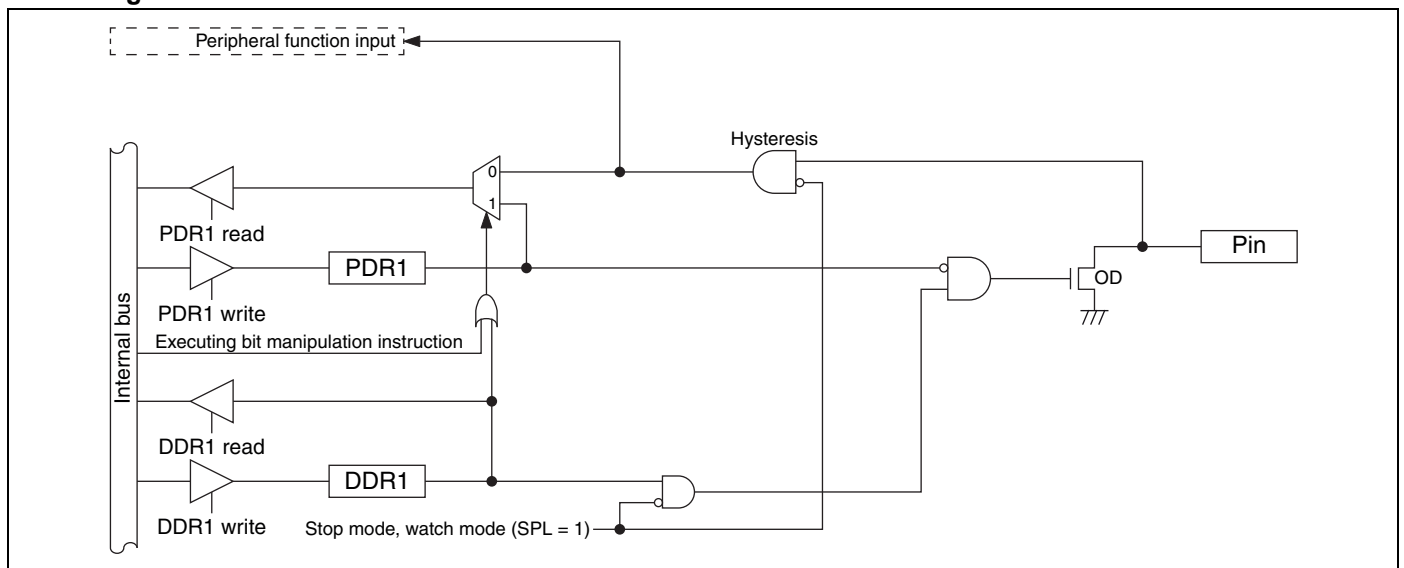 Peripheral function input
Hysteresis
0
1
PDR1 read
Pin
PDR1
OD
PDR1 write
Executing bit manipulation instruction
Internal bus
DDR1 read
DDR1
DDR1 write
Stop mode, watch mode (SPL = 1)